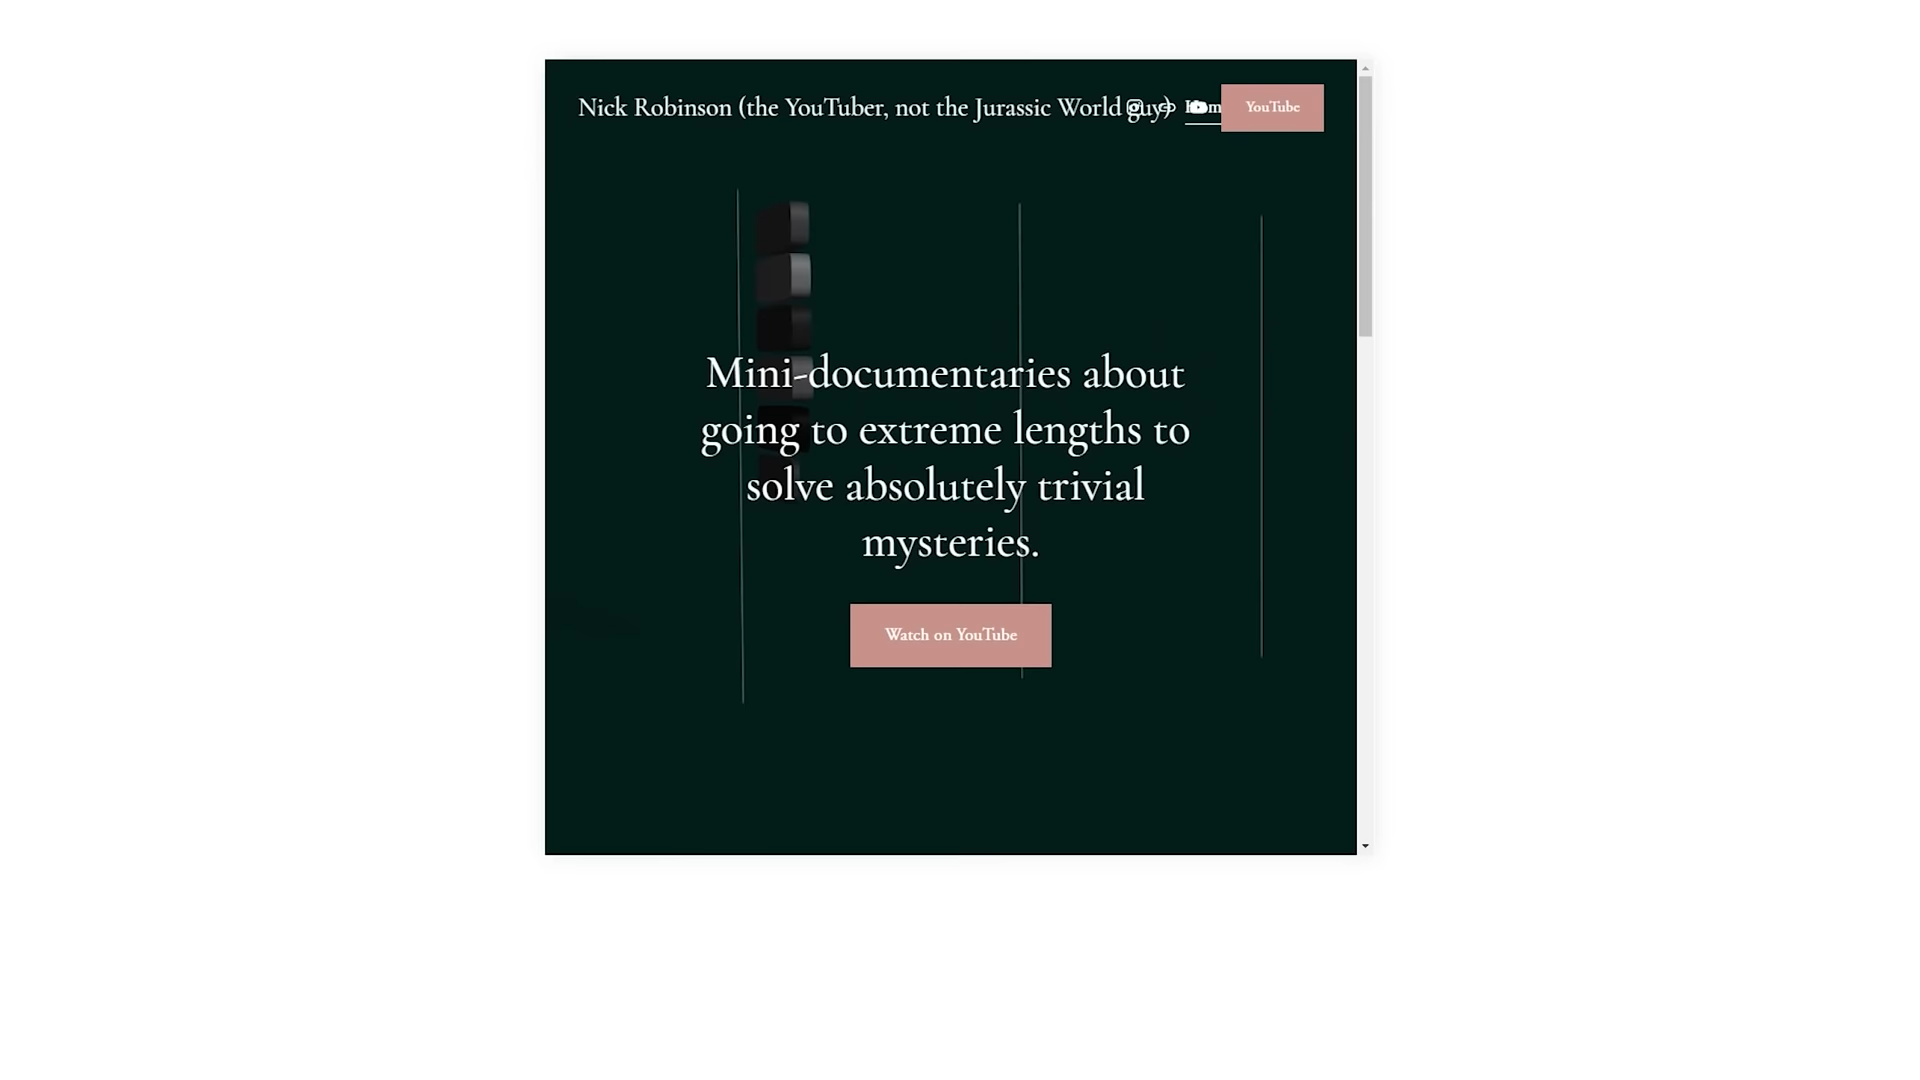 Nick Robinson (the YouTuber, not the Jurassic World guy)
YouTube
Mini-documentaries about
going to extreme lengths to
solve absolutely trivial
mysteries.
Watch on YouTube